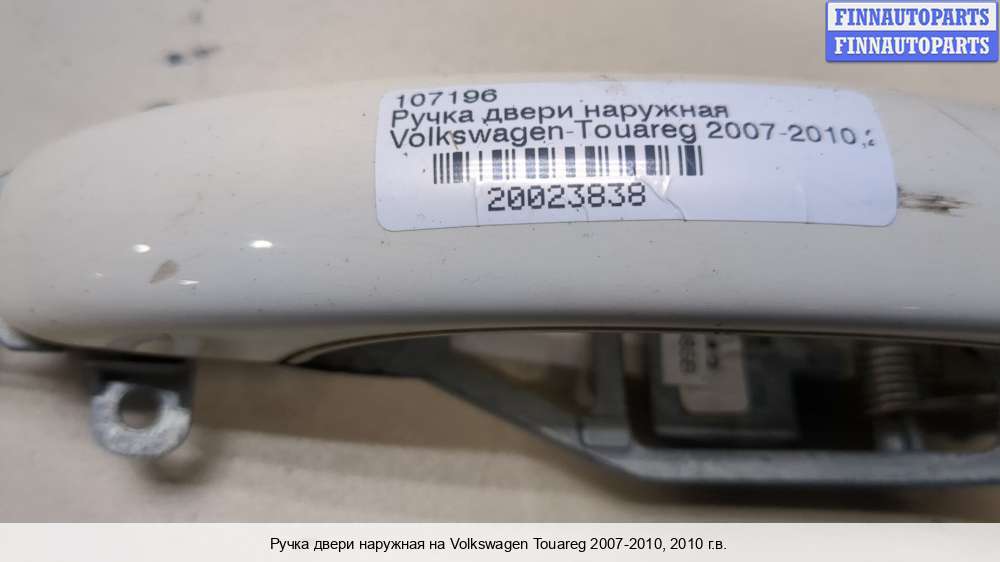 FINNAUTOPARTS
FINNAUTOPARTS
107196
Ручка двери наружная
Volkswagen-Touareg 2007-2010
20023838
Ручка двери наружная на Volkswagen Touareg 2007-2010, 2010 г.в.